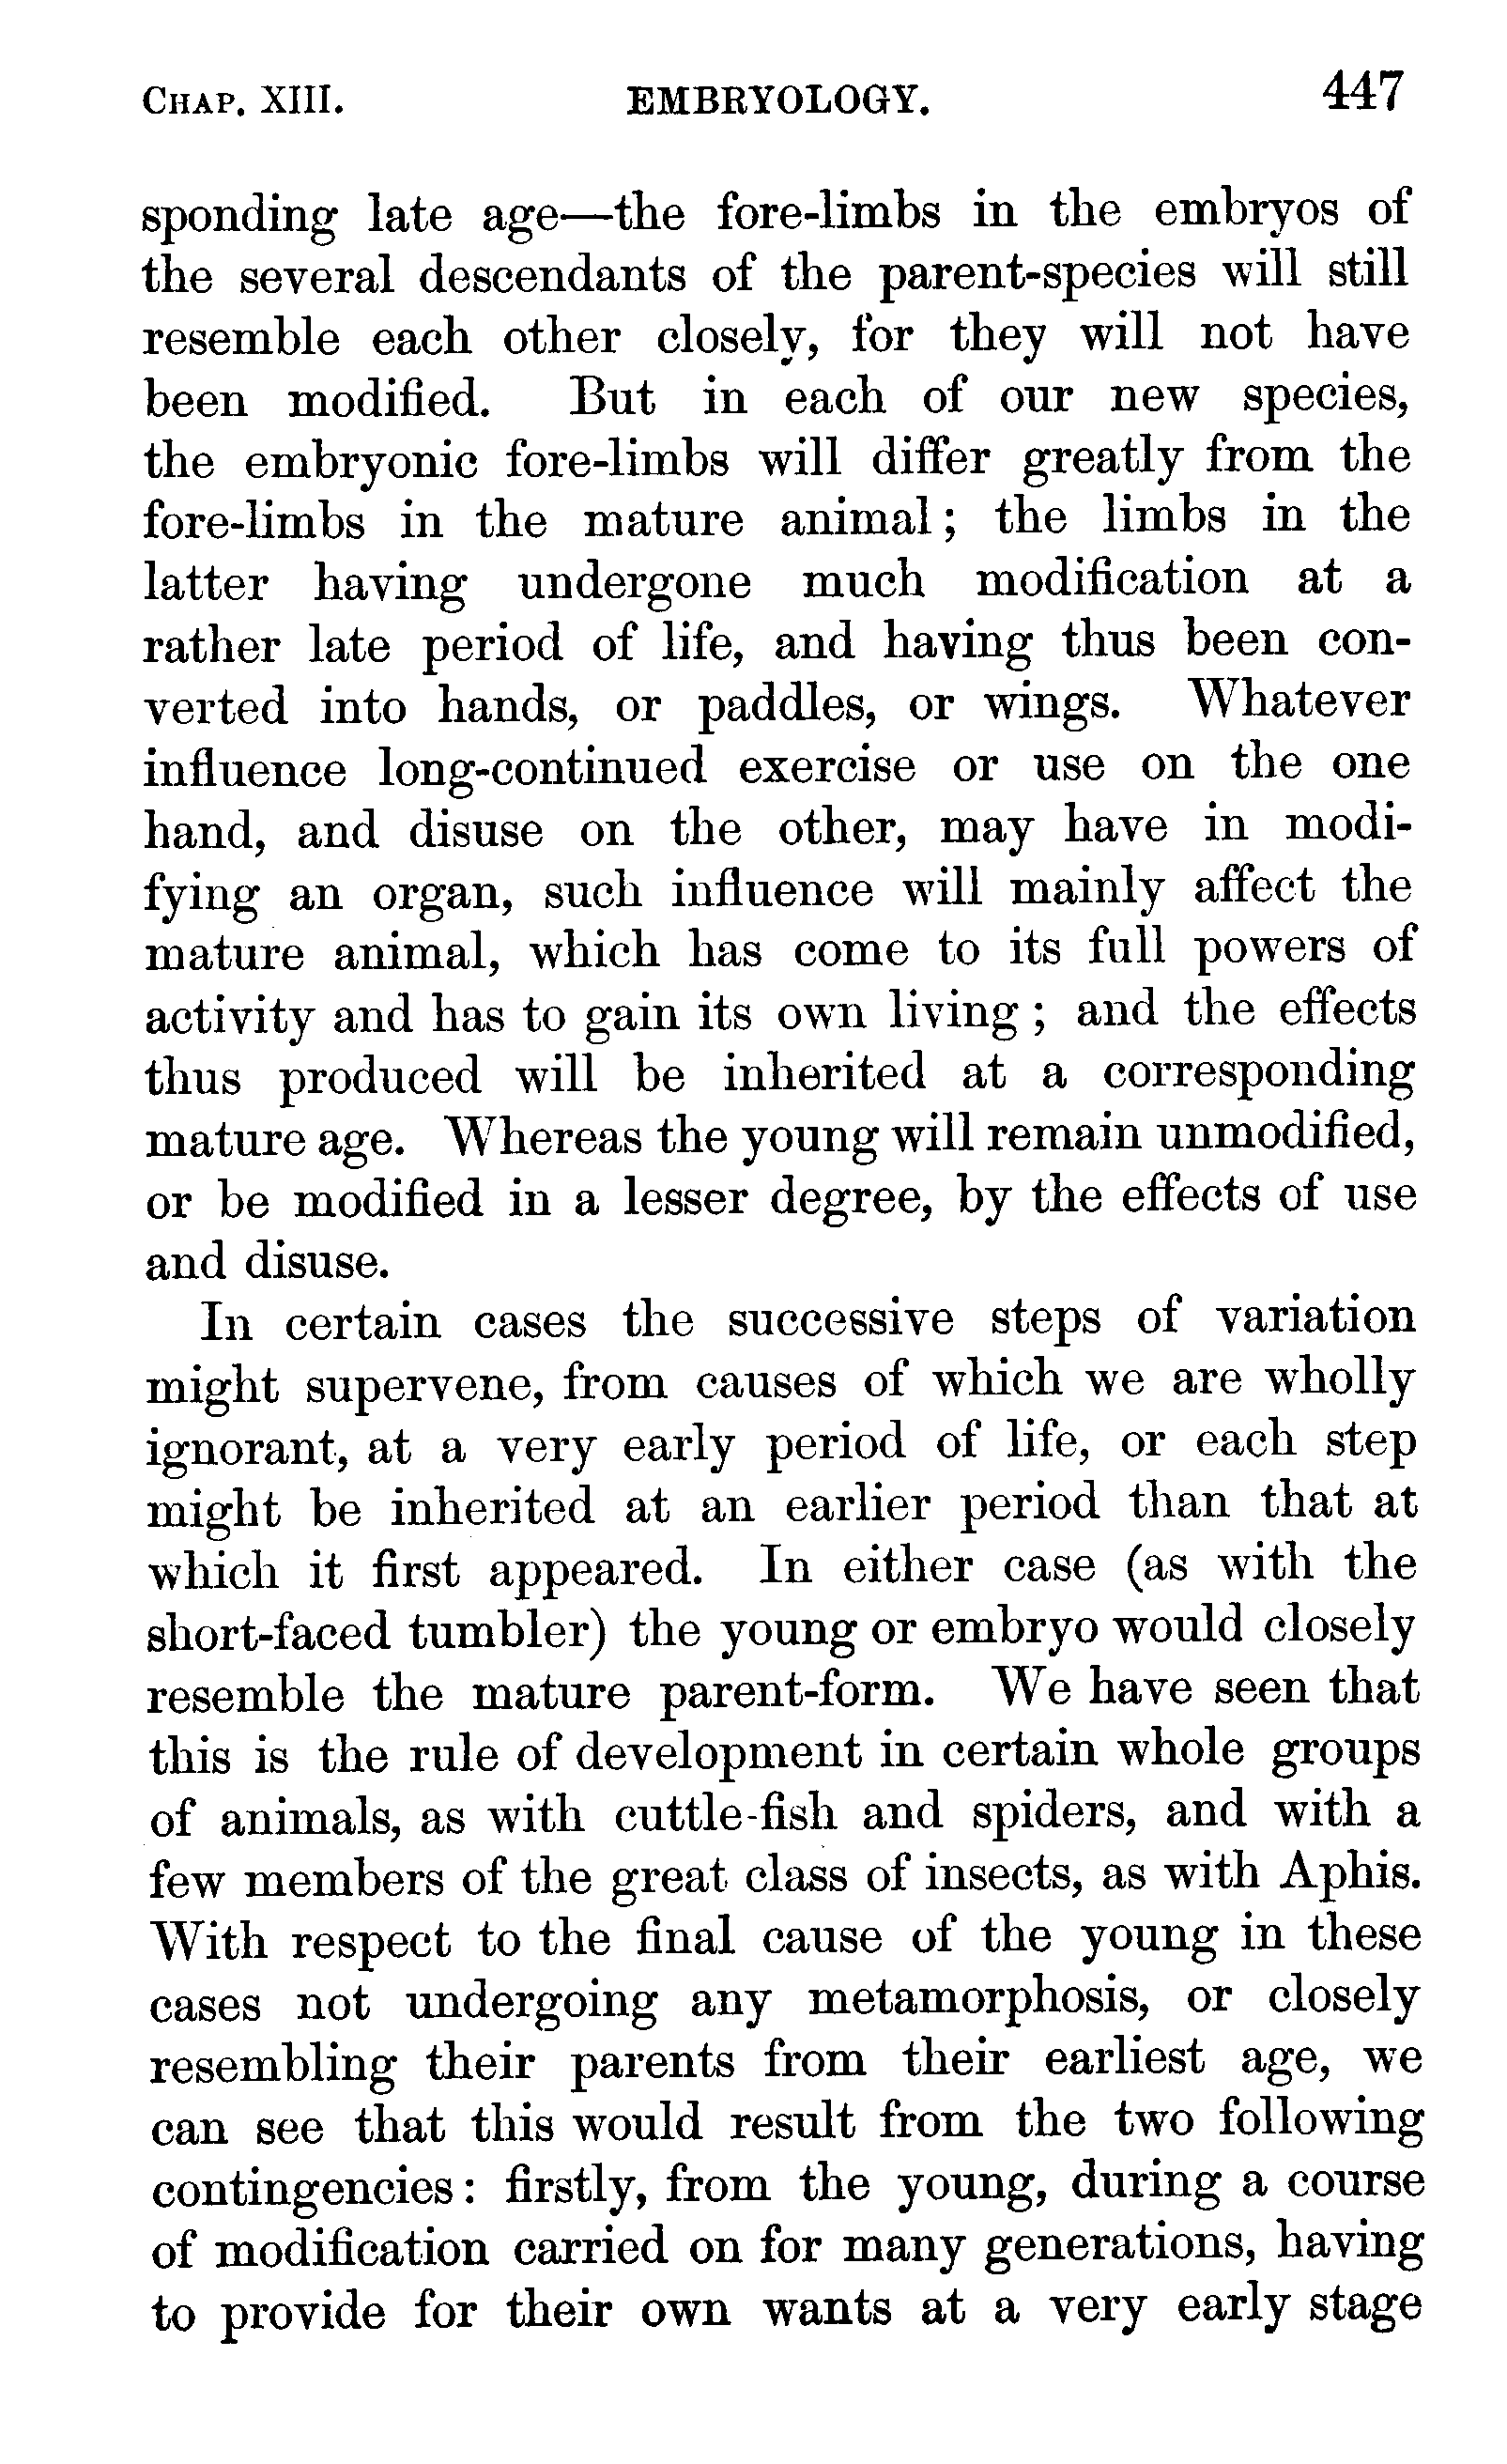 CHAP. XIII. EMBRYOLOGY. 447
sponding late age—the fore-limbs in the embryos of
the several descendants of the parent-species will still
resemble each other closely, for they will not have
been modified. But in each of our new species,
the embryonic fore-limbs will differ greatly from the
fore-limbs in the mature animal; the limbs in the
latter having undergone much modification at a
rather late period of life, and having thus been con-
verted into hands, or paddles, or wings. Whatever
influence long-continued exercise or use on the one
hand, and disuse on the other, may have in modi-
fying an organ, such influence will mainly affect the
mature animal, which has come to its full powers of
activity and has to gain its own living; and the effects
thus produced will be inherited at a corresponding
mature age. Whereas the young will remain unmodified,
or be modified in a lesser degree, by the effects of use
and disuse.
In certain cases the successive steps of variation
might supervene, from causes of which we are wholly
ignorant, at a very early period of life, or each step
might be inherited at an earlier period than that at
which it first appeared. In either case (as with the
short-faced tumbler) the young or embryo would closely
resemble the mature parent-form. We have seen that
this is the rule of development in certain whole groups
of animals, as with cuttle-fish and spiders, and with a
few members of the great class of insects, as with Aphis.
With respect to the final cause of the young in these
cases not undergoing any metamorphosis, or closely
resembling their parents from their earliest age, we
can see that this would result from the two following
contingencies: firstly, from the young, during a course
of modification carried on for many generations, having
to provide for their own wants at a very early stage